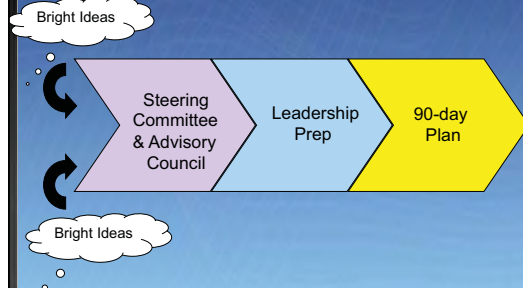 Bright Ideas
Steering
Committee
& Advisory
Council
Leadership
Prep
90-day
Plan
Bright Ideas